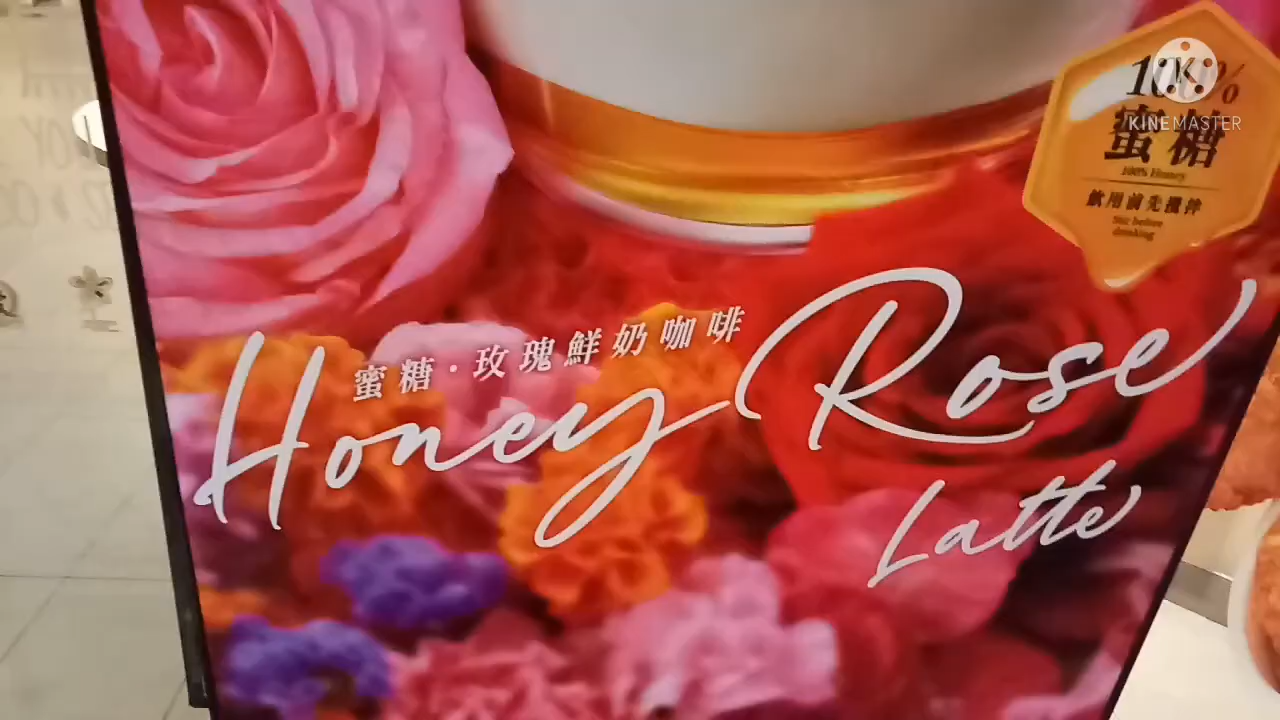 100%
蜜糖
100% Honey
飲用前先攪伴
Stir before
drinking
KINEMASTER
蜜糖·玫瑰鮮奶咖啡
Honey Rose
Latte